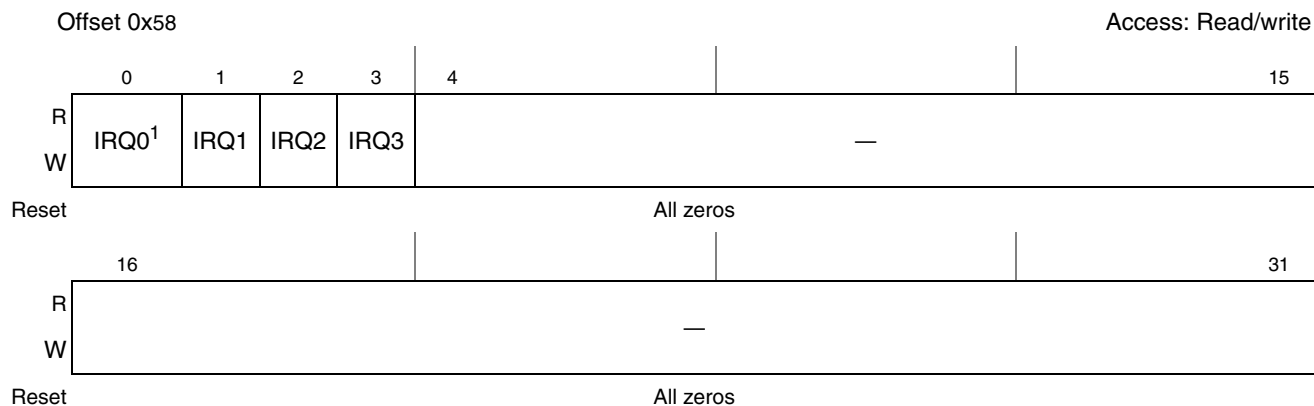 Offset 0x58 Access: Read/write
0 1 2 3 4 15
R
IRQ0¹ IRQ1 IRQ2 IRQ3 —
W
Reset All zeros
16 31
R
—
W
Reset All zeros